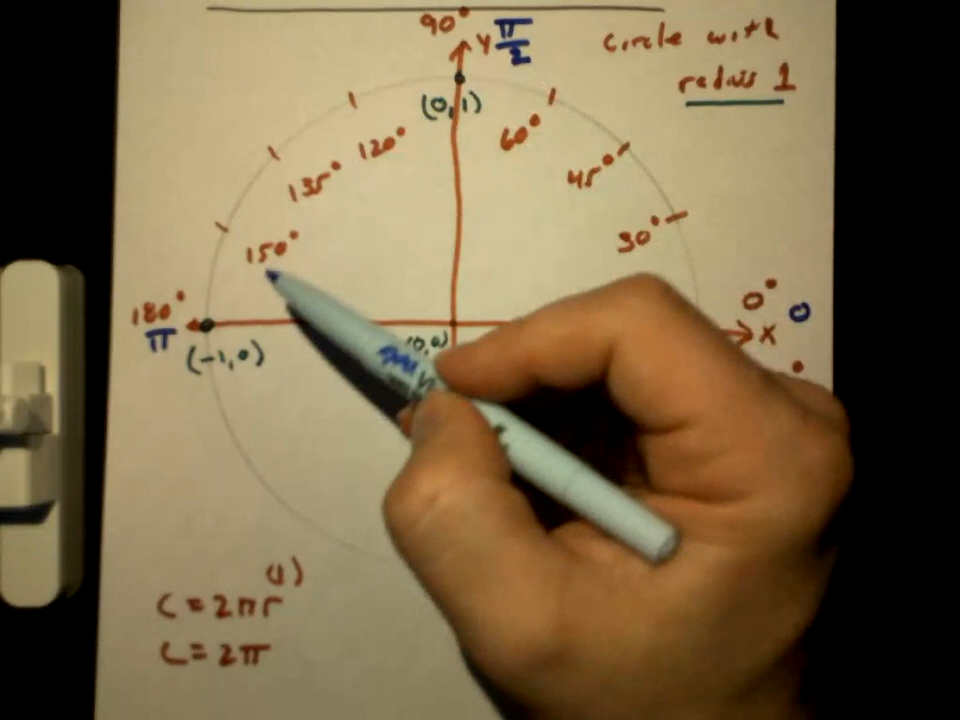 90°
y π/2
circle with
radius 1
(0,1)
60°
120°
45°
135°
30°
150°
0° 0
180°
π
x
(0,0)
(-1,0)
(1)
C = 2πr
C = 2π